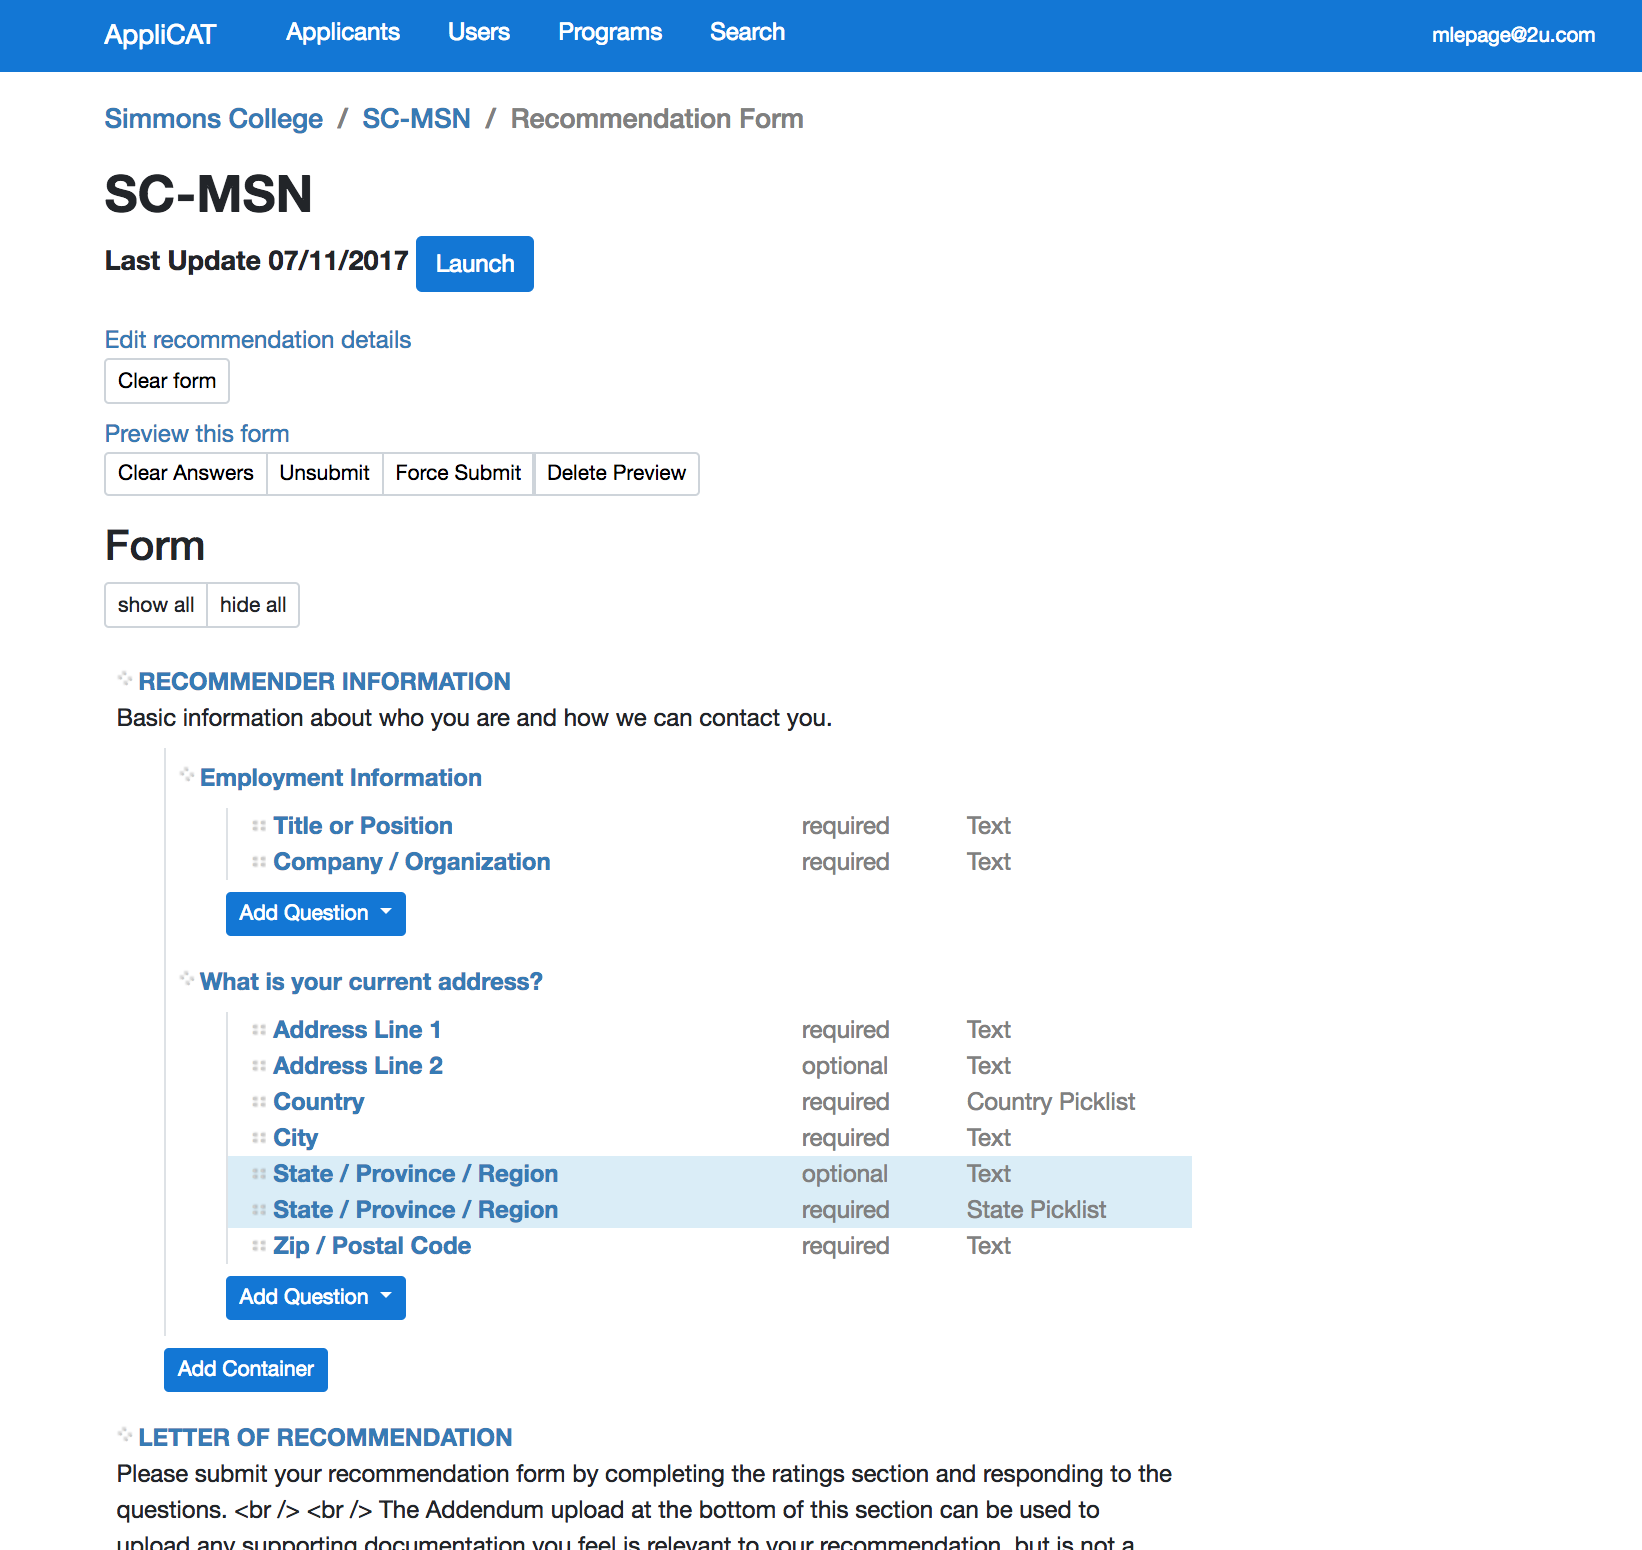 AppliCAT Applicants Users Programs Search mlepage@2u.com
Simmons College / SC-MSN / Recommendation Form
SC-MSN
Last Update 07/11/2017 Launch
Edit recommendation details
Clear form
Preview this form
Clear Answers Unsubmit Force Submit Delete Preview
Form
show all hide all
RECOMMENDER INFORMATION
Basic information about who you are and how we can contact you.
Employment Information
Title or Position required Text
Company / Organization required Text
Add Question
What is your current address?
Address Line 1 required Text
Address Line 2 optional Text
Country required Country Picklist
City required Text
State / Province / Region optional Text
State / Province / Region required State Picklist
Zip / Postal Code required Text
Add Question
Add Container
LETTER OF RECOMMENDATION
Please submit your recommendation form by completing the ratings section and responding to the
questions. <br /> <br /> The Addendum upload at the bottom of this section can be used to
upload any supporting documentation you feel is relevant to your recommendation, but is not a